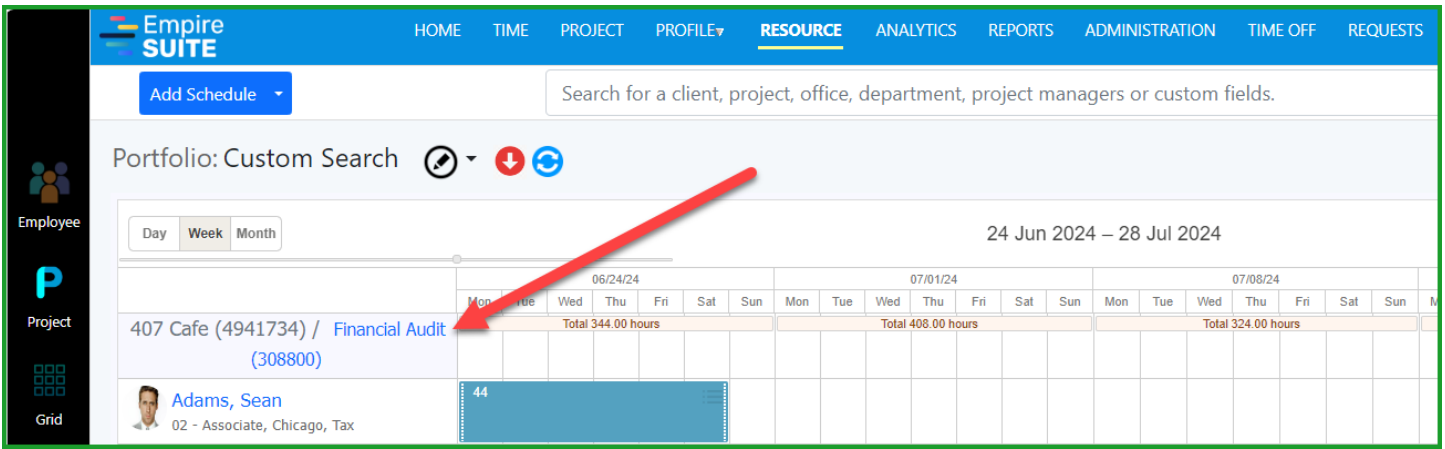 Empire
SUITE
HOME TIME PROJECT PROFILE RESOURCE ANALYTICS REPORTS ADMINISTRATION TIME OFF REQUESTS
Add Schedule
Search for a client, project, office, department, project managers or custom fields.
Portfolio: Custom Search
Employee
Day Week Month
24 Jun 2024 – 28 Jul 2024
06/24/24 07/01/24 07/08/24
Mon Tue Wed Thu Fri Sat Sun Mon Tue Wed Thu Fri Sat Sun Mon Tue Wed Thu Fri Sat Sun M
Project
407 Cafe (4941734) / Financial Audit
(308800)
Total 344.00 hours Total 408.00 hours Total 324.00 hours
Grid
Adams, Sean
02 - Associate, Chicago, Tax
44